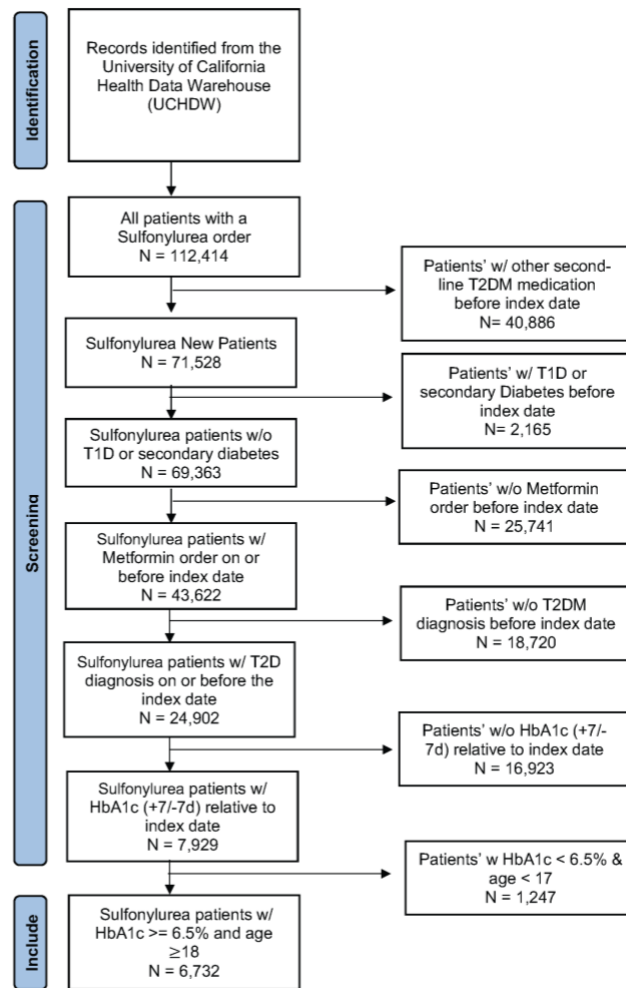 Identification
Records identified from the
University of California
Health Data Warehouse
(UCHDW)
Screening
All patients with a
Sulfonylurea order
N = 112,414
Patients' w/ other second-
line T2DM medication
before index date
N= 40,886
Sulfonylurea New Patients
N = 71,528
Patients' w/ T1D or
secondary Diabetes before
index date
N= 2,165
Sulfonylurea patients w/o
T1D or secondary diabetes
N = 69,363
Patients' w/o Metformin
order before index date
N = 25,741
Sulfonylurea patients w/
Metformin order on or
before index date
N = 43,622
Patients' w/o T2DM
diagnosis before index date
N = 18,720
Sulfonylurea patients w/ T2D
diagnosis on or before the
index date
N = 24,902
Patients' w/o HbA1c (+7/-
7d) relative to index date
N = 16,923
Sulfonylurea patients w/
HbA1c (+7/-7d) relative to
index date
N = 7,929
Patients' w HbA1c < 6.5% &
age < 17
N = 1,247
Include
Sulfonylurea patients w/
HbA1c >= 6.5% and age
≥18
N = 6,732